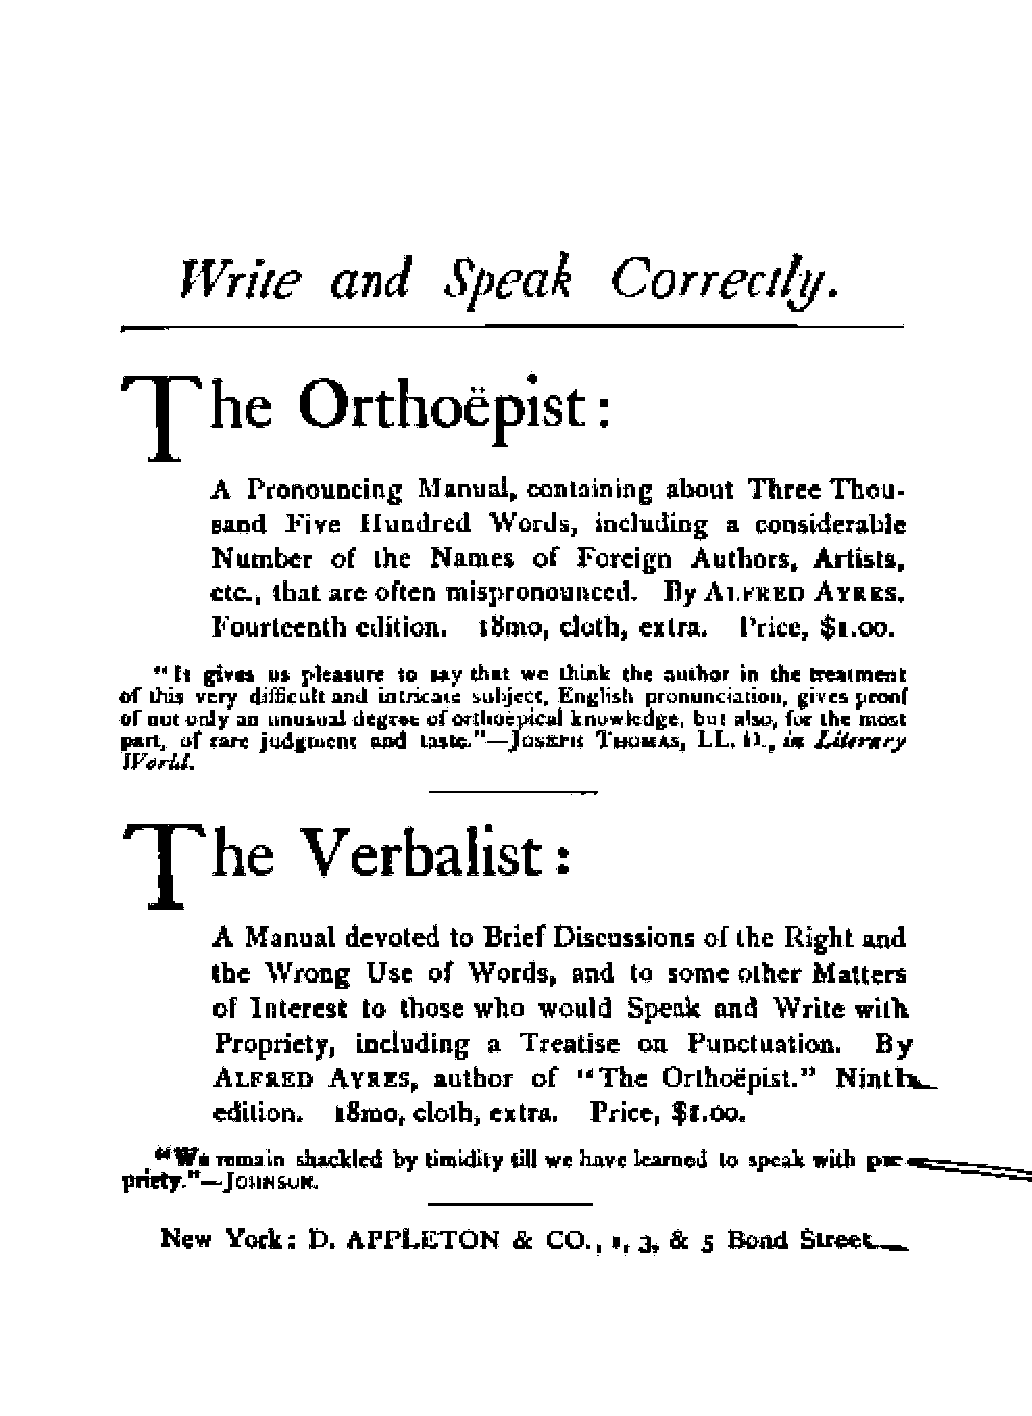 Write and Speak Correctly.
The Orthoëpist:
A Pronouncing Manual, containing about Three Thou-
sand Five Hundred Words, including a considerable
Number of the Names of Foreign Authors, Artists,
etc., that are often mispronounced. By ALFRED AYRES.
Fourteenth edition. 18mo, cloth, extra. Price, $1.00.
"It gives us pleasure to say that we think the author in the treatment
of this very difficult and intricate subject, English pronunciation, gives proof
of not only an unusual degree of orthoëpical knowledge, but also, for the most
part, of rare judgment and taste."—JOSEPH THOMAS, LL. D., in Literary
World.
The Verbalist:
A Manual devoted to Brief Discussions of the Right and
the Wrong Use of Words, and to some other Matters
of Interest to those who would Speak and Write with
Propriety, including a Treatise on Punctuation. By
ALFRED AYRES, author of "The Orthoëpist." Ninth
edition. 18mo, cloth, extra. Price, $1.00.
"We remain shackled by timidity till we have learned to speak with pro-
priety."—JOHNSON.
New York: D. APPLETON & CO., 1, 3, & 5 Bond Street.